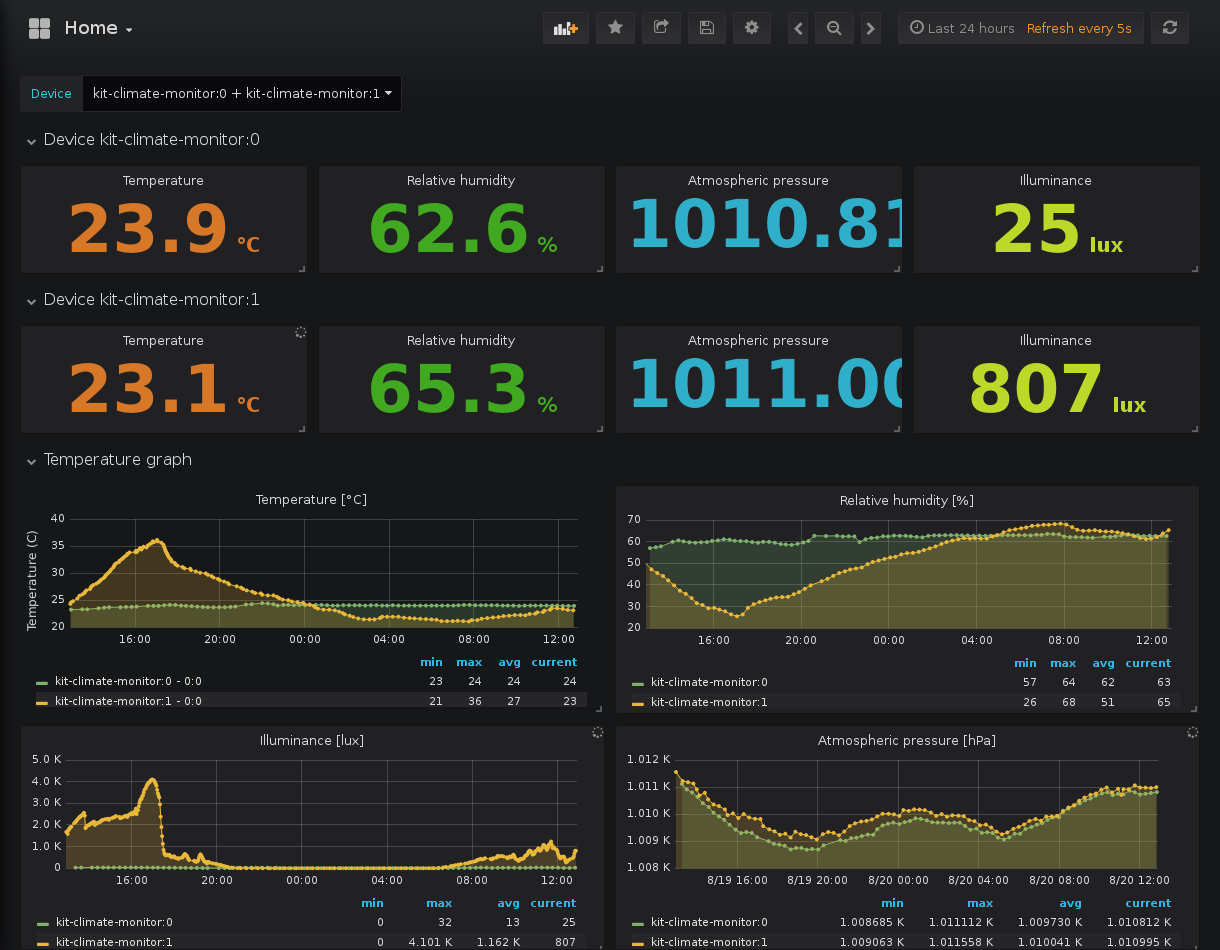 Home
Last 24 hours Refresh every 5s
Device kit-climate-monitor:0 + kit-climate-monitor:1
Device kit-climate-monitor:0
Temperature
23.9 °C
Relative humidity
62.6 %
Atmospheric pressure
1010.81
Illuminance
25 lux
Device kit-climate-monitor:1
Temperature
23.1 °C
Relative humidity
65.3 %
Atmospheric pressure
1011.00
Illuminance
807 lux
Temperature graph
Temperature [°C]
Temperature (C)
40
35
30
25
20
16:00 20:00 00:00 04:00 08:00 12:00
min max avg current
kit-climate-monitor:0 - 0:0 23 24 24 24
kit-climate-monitor:1 - 0:0 21 36 27 23
Relative humidity [%]
70
60
50
40
30
20
16:00 20:00 00:00 04:00 08:00 12:00
min max avg current
kit-climate-monitor:0 57 64 62 63
kit-climate-monitor:1 26 68 51 65
Illuminance [lux]
5.0 K
4.0 K
3.0 K
2.0 K
1.0 K
0
16:00 20:00 00:00 04:00 08:00 12:00
min max avg current
kit-climate-monitor:0 0 32 13 25
kit-climate-monitor:1 0 4.101 K 1.162 K 807
Atmospheric pressure [hPa]
1.012 K
1.011 K
1.010 K
1.009 K
1.008 K
8/19 16:00 8/19 20:00 8/20 00:00 8/20 04:00 8/20 08:00 8/20 12:00
min max avg current
kit-climate-monitor:0 1.008685 K 1.011112 K 1.009730 K 1.010812 K
kit-climate-monitor:1 1.009063 K 1.011558 K 1.010041 K 1.010995 K